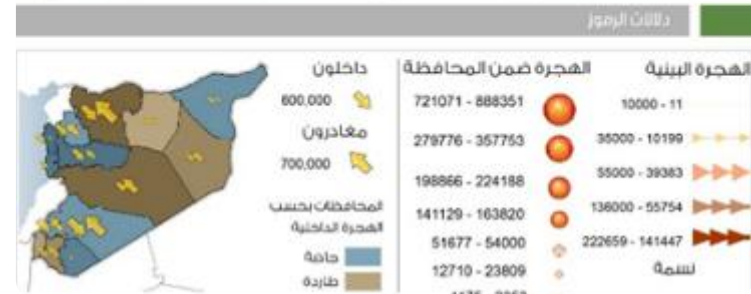 دلالات الرموز
الهجرة البينية
10000 - 11
35000 - 10199
55000 - 39383
136000 - 55754
222659 - 141447
نسمة
الهجرة ضمن المحافظة
721071 - 888351
279776 - 357753
198866 - 224188
141129 - 163820
51677 - 54000
12710 - 23809
داخلون
600,000
مغادرون
700,000
المحافظات بحسب
الهجرة الداخلية
جاذبة
طاردة